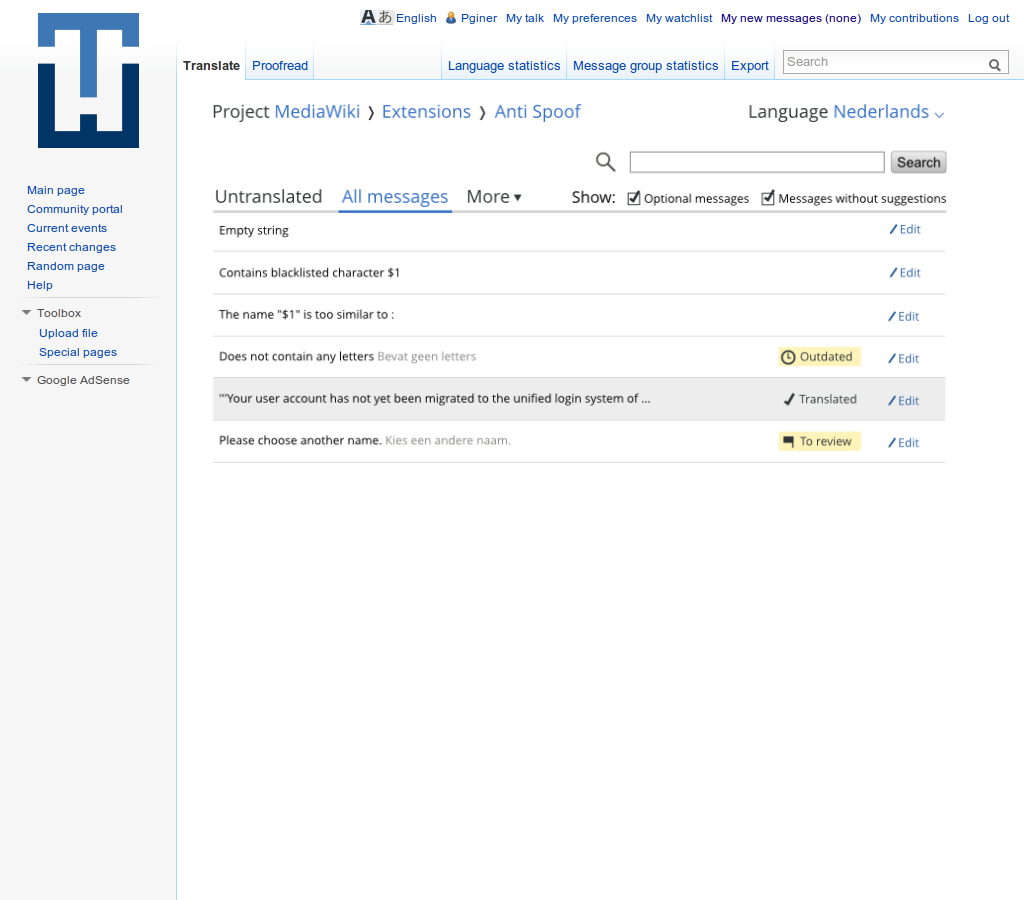 Aあ English Pginer My talk My preferences My watchlist My new messages (none) My contributions Log out
Translate Proofread Language statistics Message group statistics Export Search
Project MediaWiki ❭ Extensions ❭ Anti Spoof Language Nederlands
Search
Untranslated All messages More ▾ Show: Optional messages Messages without suggestions
Main page
Community portal
Current events
Recent changes
Random page
Help
Toolbox
Upload file
Special pages
Google AdSense
Empty string Edit
Contains blacklisted character $1 Edit
The name "$1" is too similar to : Edit
Does not contain any letters Bevat geen letters Outdated Edit
'''Your user account has not yet been migrated to the unified login system of ... Translated Edit
Please choose another name. Kies een andere naam. To review Edit